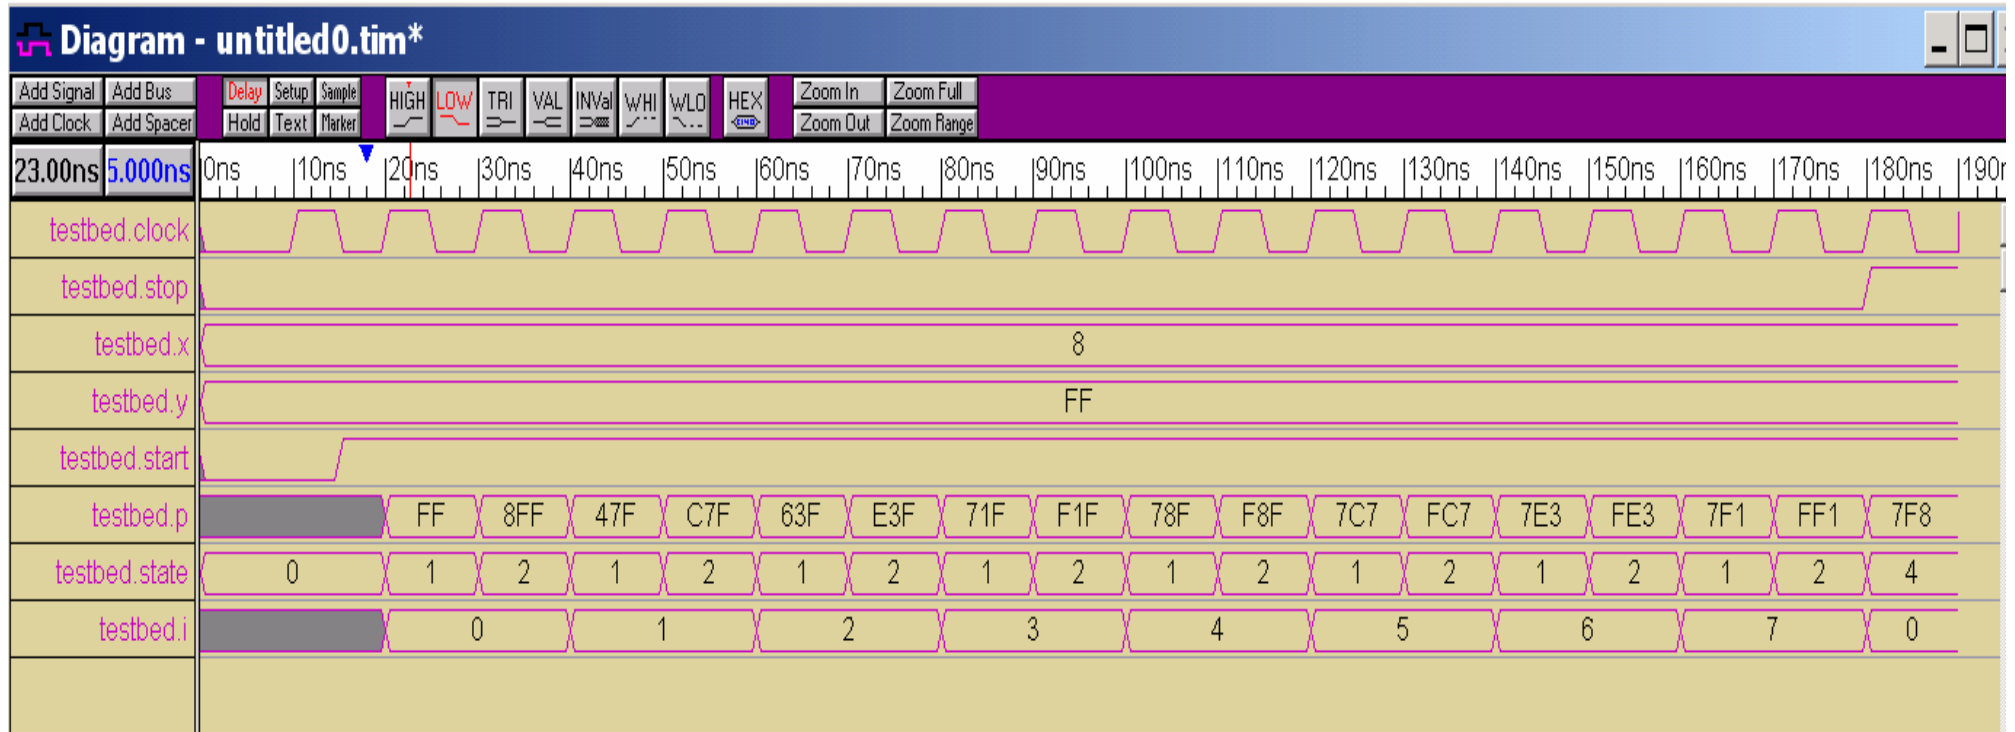 Diagram - untitled0.tim*
Add Signal Add Bus Delay Setup Sample HIGH LOW TRI VAL INVal WHI WLO HEX Zoom In Zoom Full
Add Clock Add Spacer Hold Text Marker Zoom Out Zoom Range
23.00ns 5.000ns 0ns 10ns 20ns 30ns 40ns 50ns 60ns 70ns 80ns 90ns 100ns 110ns 120ns 130ns 140ns 150ns 160ns 170ns 180ns
testbed.clock
testbed.stop
testbed.x 8
testbed.y FF
testbed.start
testbed.p FF 8FF 47F C7F 63F E3F 71F F1F 78F F8F 7C7 FC7 7E3 FE3 7F1 FF1 7F8
testbed.state 0 1 2 1 2 1 2 1 2 1 2 1 2 1 2 1 2 4
testbed.i 0 1 2 3 4 5 6 7 0